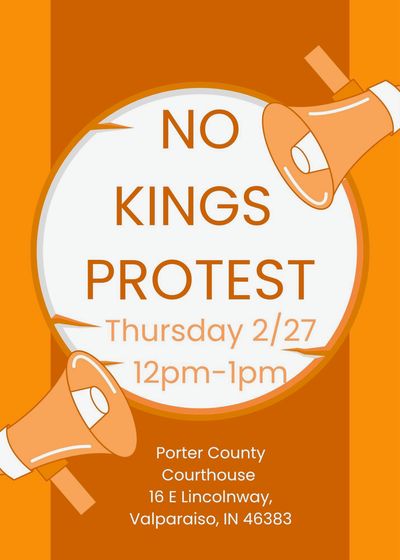 NO
KINGS
PROTEST
Thursday 2/27
12pm-1pm
Porter County
Courthouse
16 E Lincolnway,
Valparaiso, IN 46383